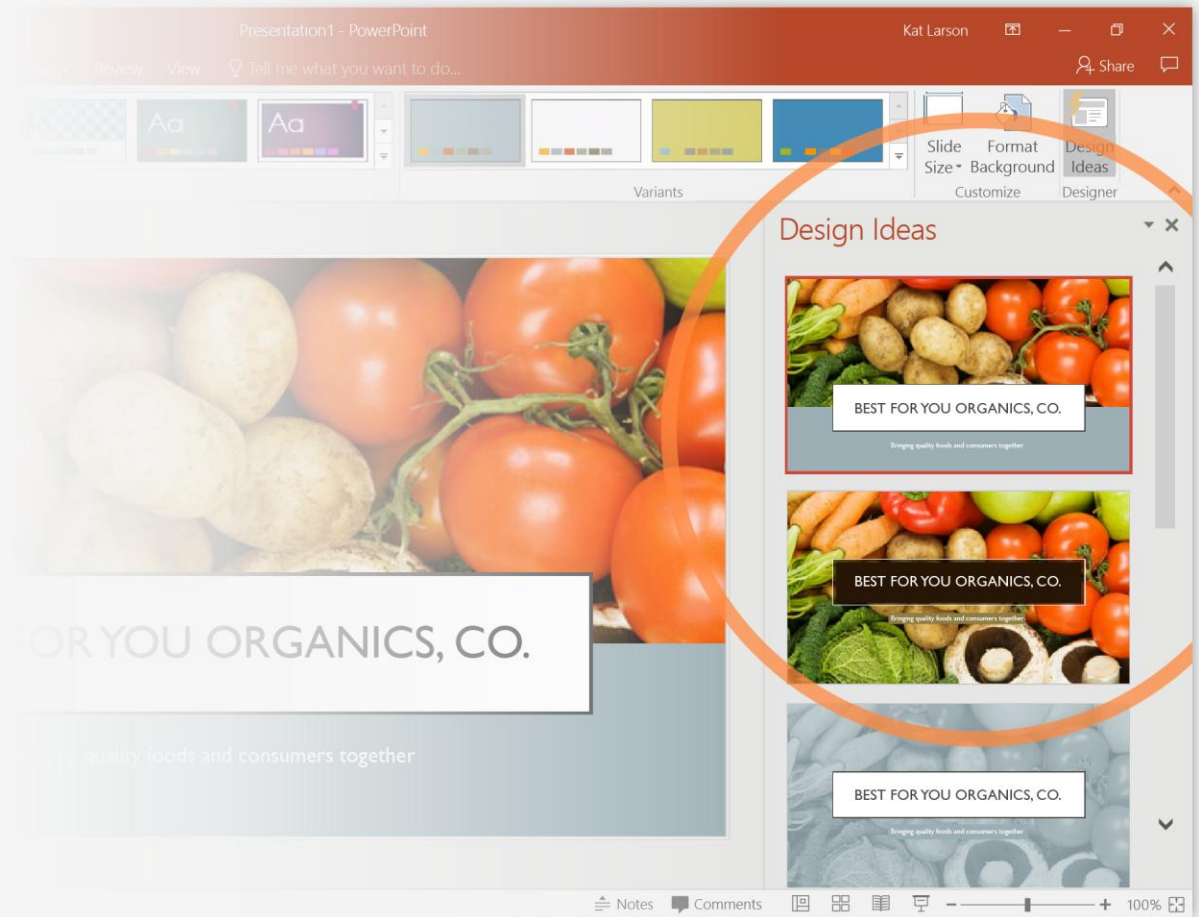 Presentation1 - PowerPoint
Kat Larson
Review View Tell me what you want to do...
Share
Aa
Aa
Slide Size
Format Background
Design Ideas
Variants
Customize
Designer
Design Ideas
BEST FOR YOU ORGANICS, CO.
Bringing quality foods and consumers together
BEST FOR YOU ORGANICS, CO.
Bringing quality foods and consumers together
BEST FOR YOU ORGANICS, CO.
Bringing quality foods and consumers together
FOR YOU ORGANICS, CO.
quality foods and consumers together
Notes
Comments
100%